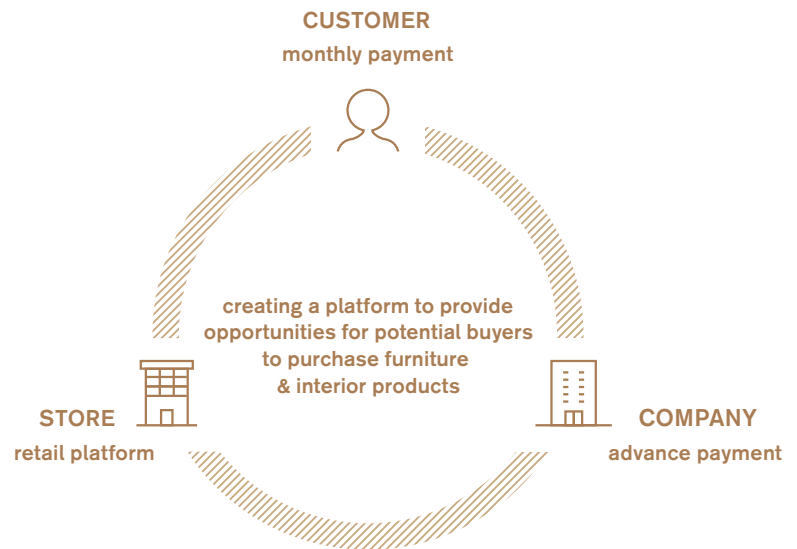 CUSTOMER
monthly payment
creating a platform to provide
opportunities for potential buyers
to purchase furniture
& interior products
STORE
retail platform
COMPANY
advance payment